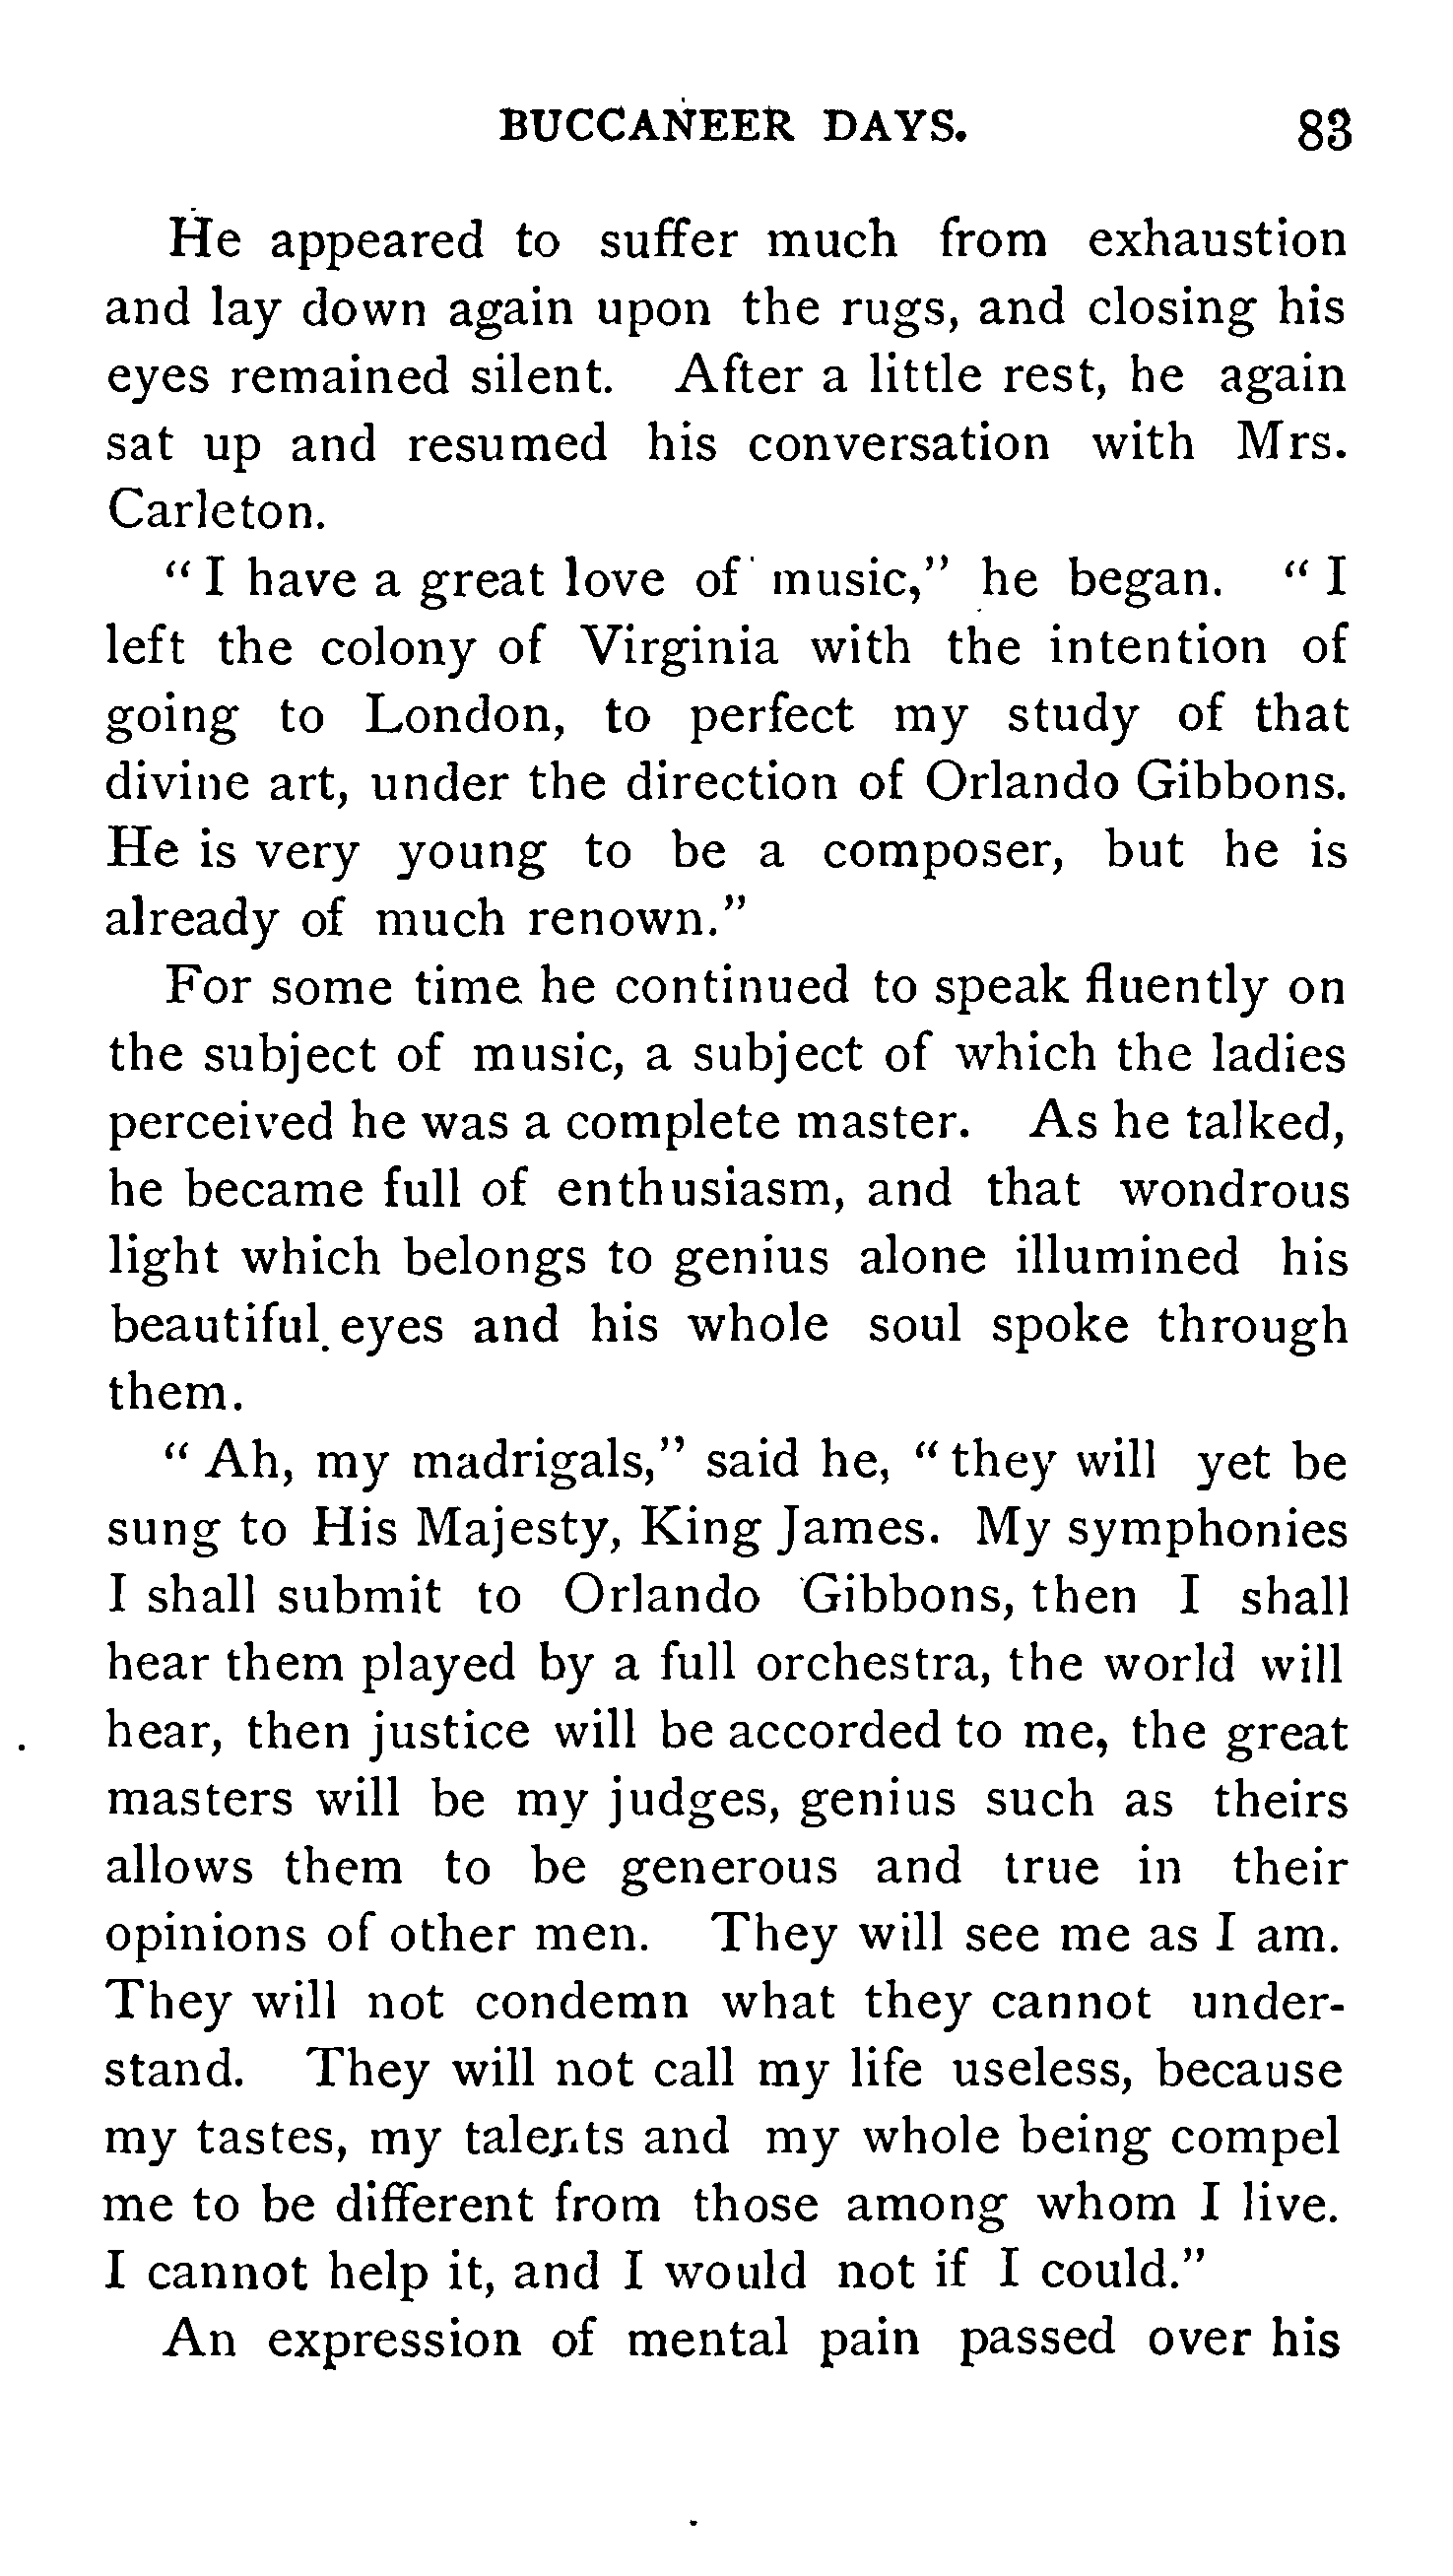 BUCCANEER DAYS. 83
He appeared to suffer much from exhaustion
and lay down again upon the rugs, and closing his
eyes remained silent. After a little rest, he again
sat up and resumed his conversation with Mrs.
Carleton.
“I have a great love of music,” he began. “I
left the colony of Virginia with the intention of
going to London, to perfect my study of that
divine art, under the direction of Orlando Gibbons.
He is very young to be a composer, but he is
already of much renown.”
For some time he continued to speak fluently on
the subject of music, a subject of which the ladies
perceived he was a complete master. As he talked,
he became full of enthusiasm, and that wondrous
light which belongs to genius alone illumined his
beautiful eyes and his whole soul spoke through
them.
“Ah, my madrigals,” said he, “they will yet be
sung to His Majesty, King James. My symphonies
I shall submit to Orlando Gibbons, then I shall
hear them played by a full orchestra, the world will
hear, then justice will be accorded to me, the great
masters will be my judges, genius such as theirs
allows them to be generous and true in their
opinions of other men. They will see me as I am.
They will not condemn what they cannot under-
stand. They will not call my life useless, because
my tastes, my talents and my whole being compel
me to be different from those among whom I live.
I cannot help it, and I would not if I could.”
An expression of mental pain passed over his